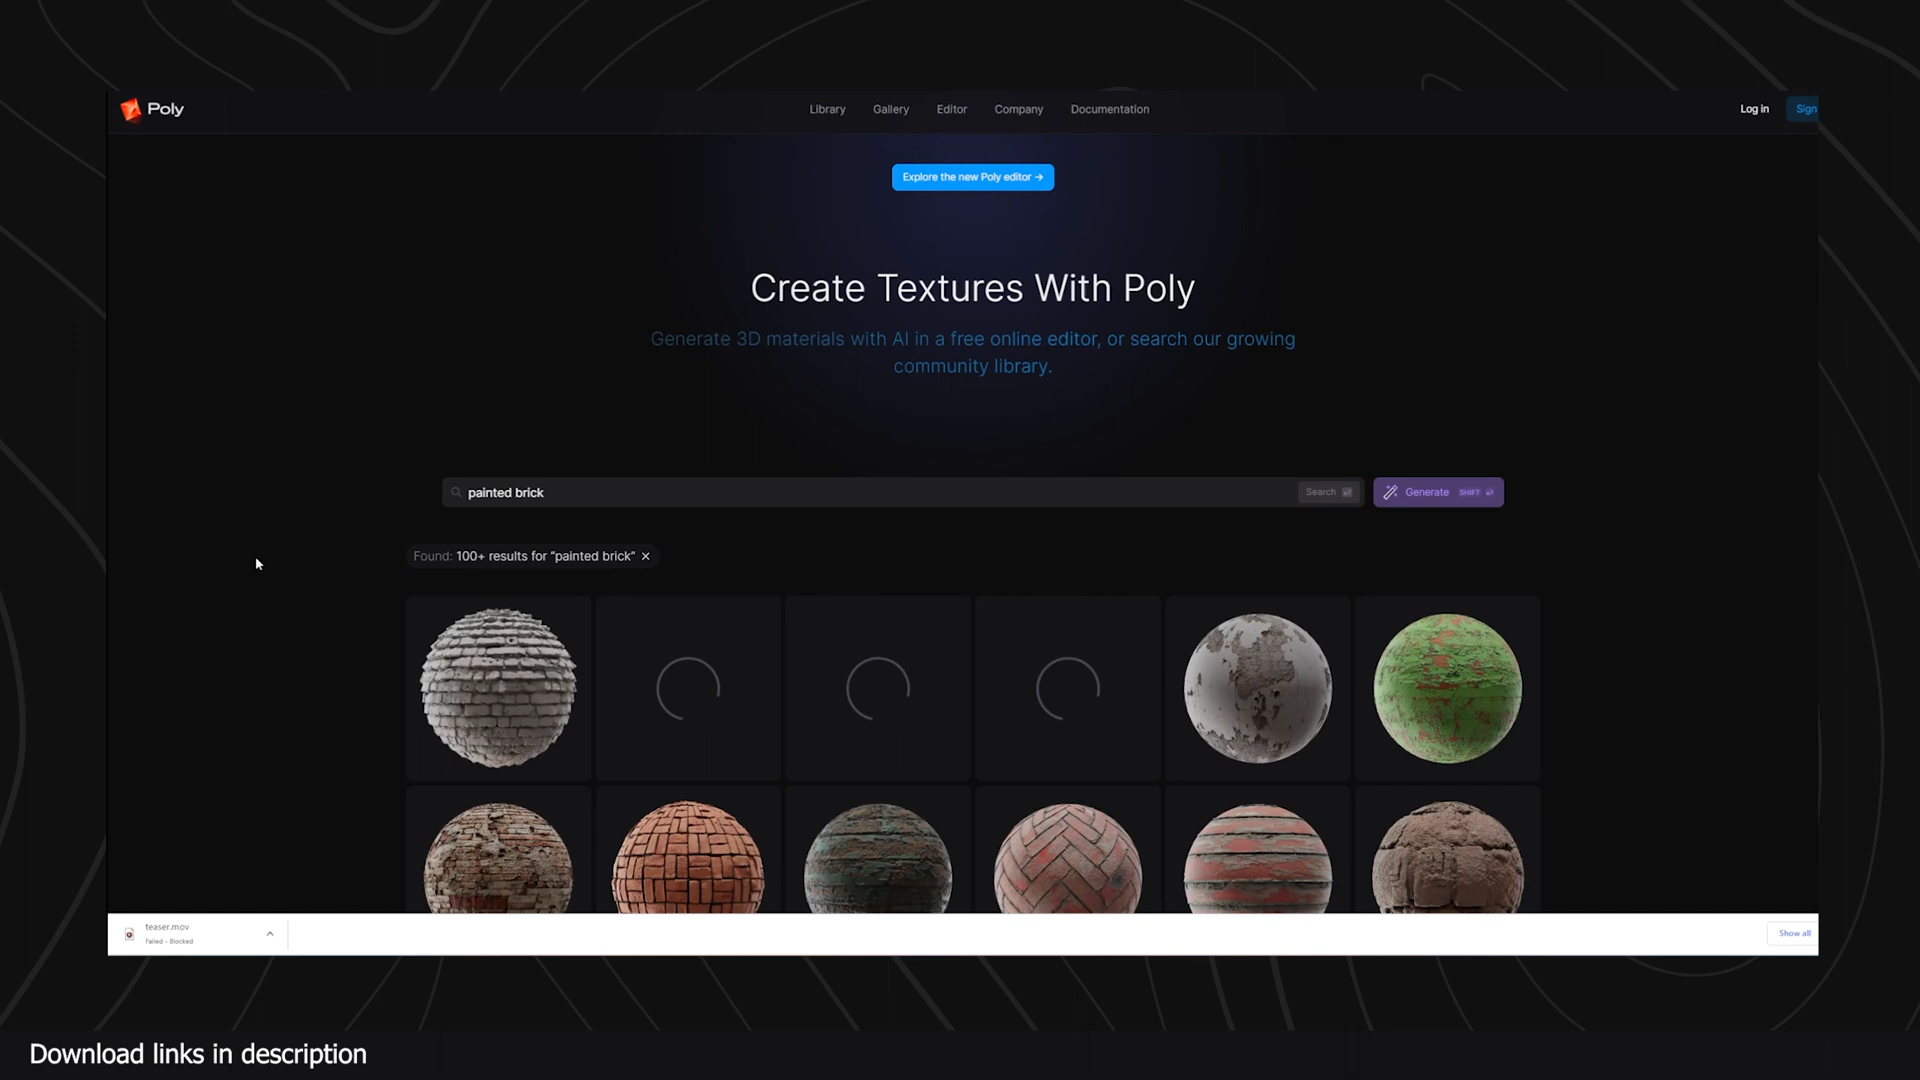 Poly
Library
Gallery
Editor
Company
Documentation
Log in
Sign
Explore the new Poly editor →
Create Textures With Poly
Generate 3D materials with AI in a free online editor, or search our growing
community library.
painted brick
Search
Generate SHIFT
Found: 100+ results for “painted brick” ×
teaser.mov
Failed - Blocked
Show all
Download links in description